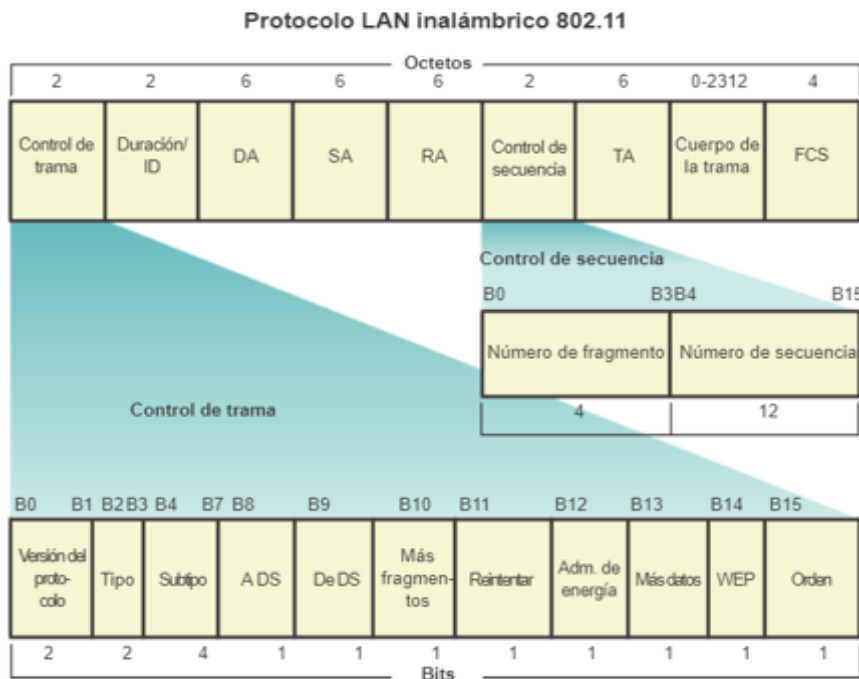 Protocolo LAN inalámbrico 802.11
Octetos
2 2 6 6 6 2 6 0-2312 4
Control de trama
Duración/ ID
DA
SA
RA
Control de secuencia
TA
Cuerpo de la trama
FCS
Control de secuencia
B0 B3 B4 B15
Número de fragmento Número de secuencia
4 12
Control de trama
B0 B1 B2 B3 B4 B7 B8 B9 B10 B11 B12 B13 B14 B15
Versión del proto-colo
Tipo
Subtipo
A DS
De DS
Más fragmen-tos
Reintentar
Adm. de energía
Más datos
WEP
Orden
2 2 4 1 1 1 1 1 1 1 1
Bits